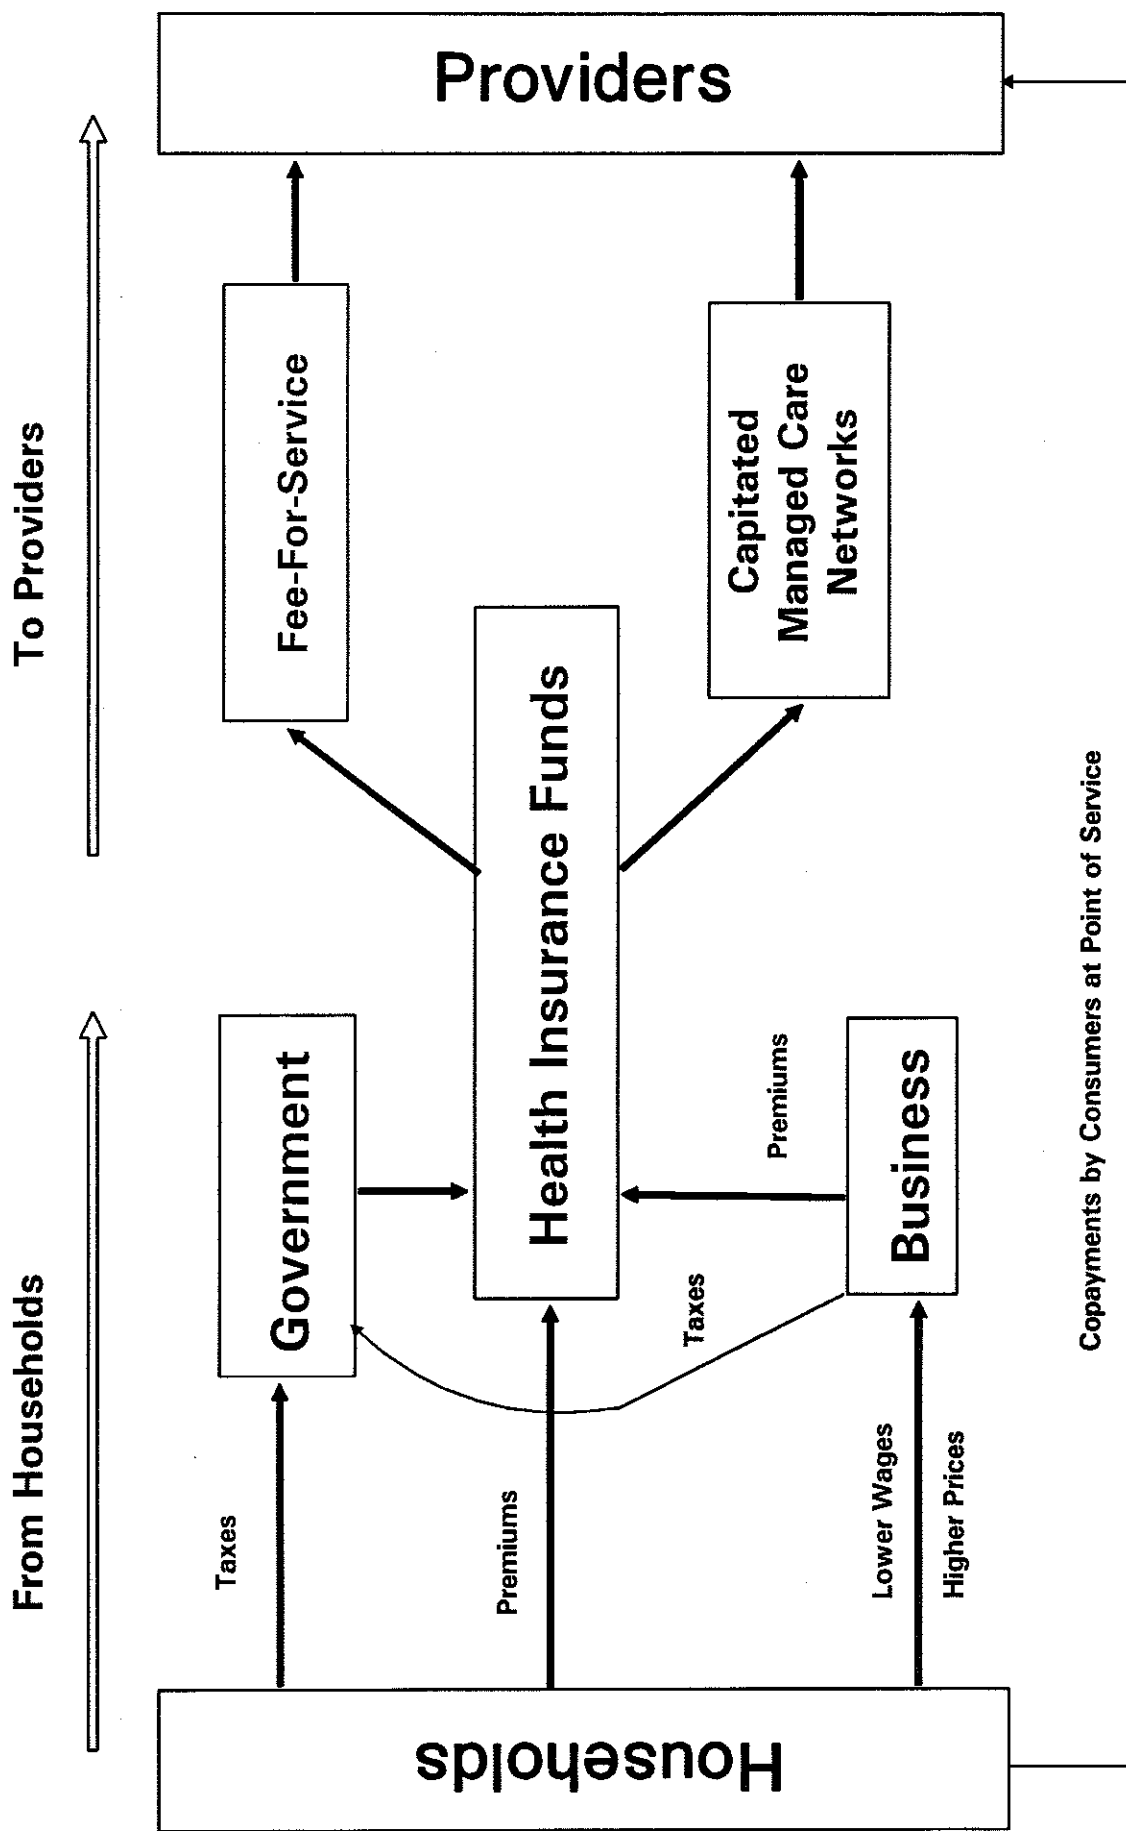 From Households
To Providers
Households
Taxes
Premiums
Lower Wages
Higher Prices
Government
Taxes
Premiums
Business
Health Insurance Funds
Fee-For-Service
Capitated
Managed Care
Networks
Providers
Copayments by Consumers at Point of Service